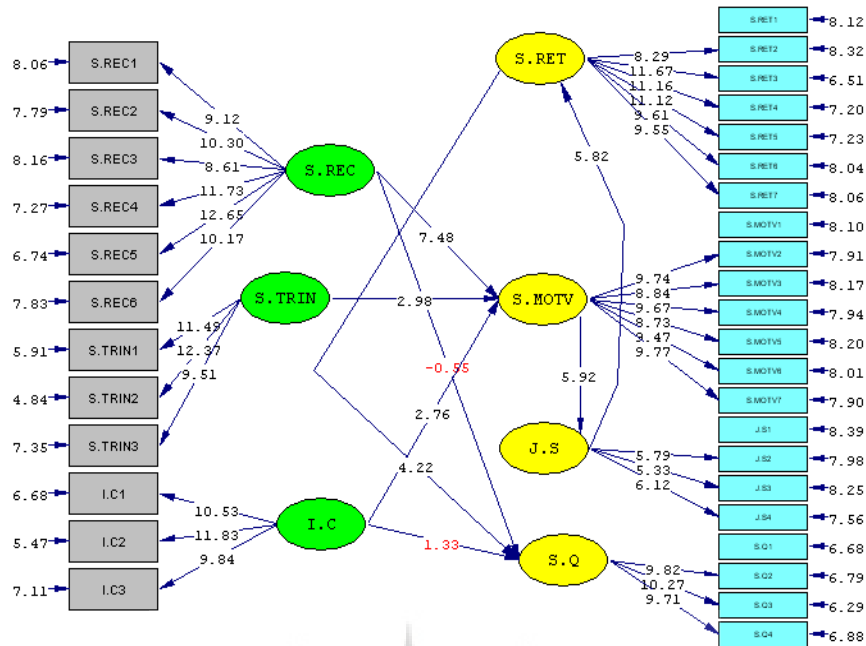 S.RET1
8.12
S.RET
8.29
S.RET2
8.32
8.06
S.REC1
11.67
S.RET3
6.51
11.16
S.RET4
7.20
7.79
S.REC2
9.12
11.12
S.RET5
7.23
10.30
9.61
S.RET6
8.04
8.16
S.REC3
8.61
S.REC
9.55
5.82
S.RET7
8.06
7.27
S.REC4
11.73
S.MOTV1
8.10
12.65
7.48
S.MOTV2
7.91
6.74
S.REC5
10.17
9.74
S.MOTV3
8.17
8.84
7.83
S.REC6
S.TRIN
2.98
S.MOTV
9.67
S.MOTV4
7.94
11.49
8.73
S.MOTV5
8.20
5.91
S.TRIN1
12.37
9.47
S.MOTV6
8.01
9.51
-0.55
9.77
4.84
S.TRIN2
5.92
S.MOTV7
7.90
2.76
J.S1
8.39
7.35
S.TRIN3
J.S
5.79
J.S2
7.98
4.22
5.33
6.12
J.S3
8.25
6.68
I.C1
10.53
J.S4
7.56
11.83
I.C
5.47
I.C2
9.84
1.33
S.Q1
6.68
S.Q
9.82
S.Q2
6.79
7.11
I.C3
10.27
9.71
S.Q3
6.29
S.Q4
6.88